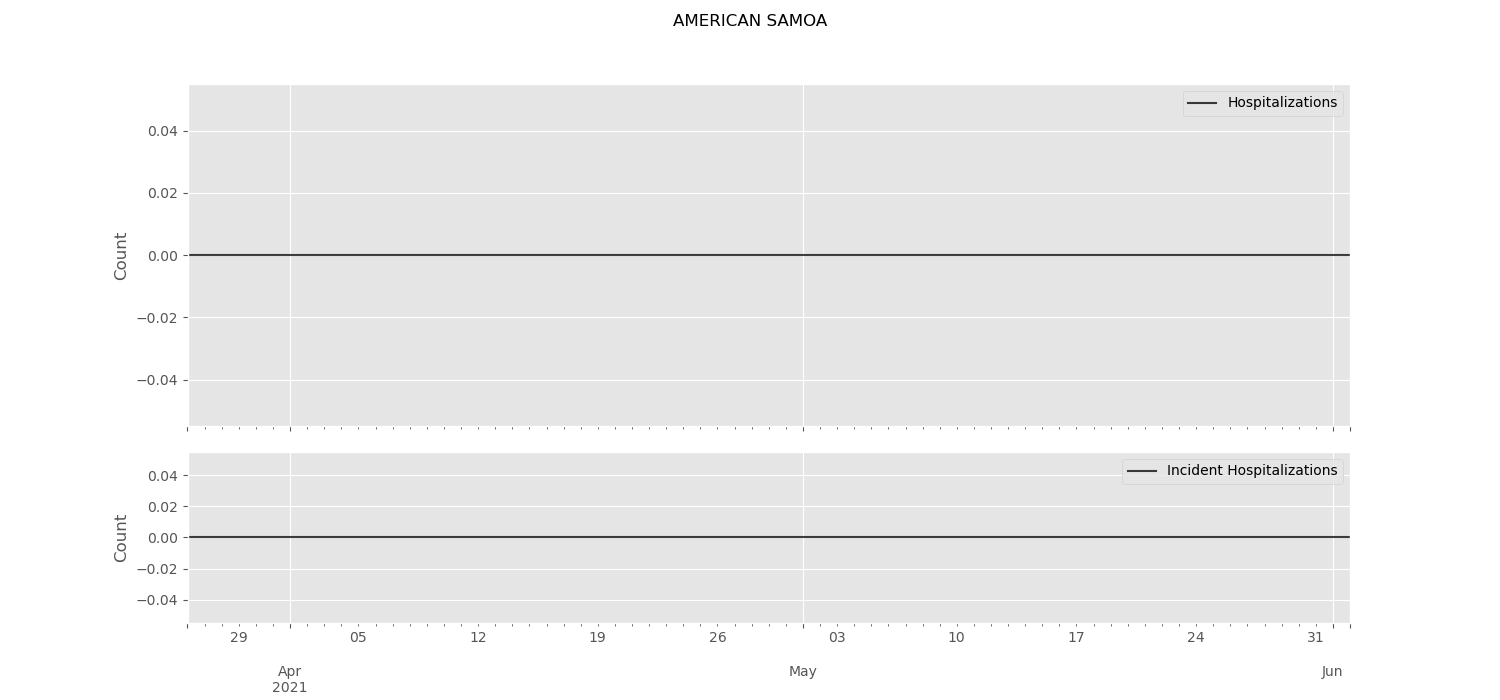 AMERICAN SAMOA
Hospitalizations
0.04
0.02
0.00
−0.02
−0.04
Count
Incident Hospitalizations
0.04
0.02
0.00
−0.02
−0.04
Count
29 05 12 19 26 03 10 17 24 31
Apr May Jun
2021